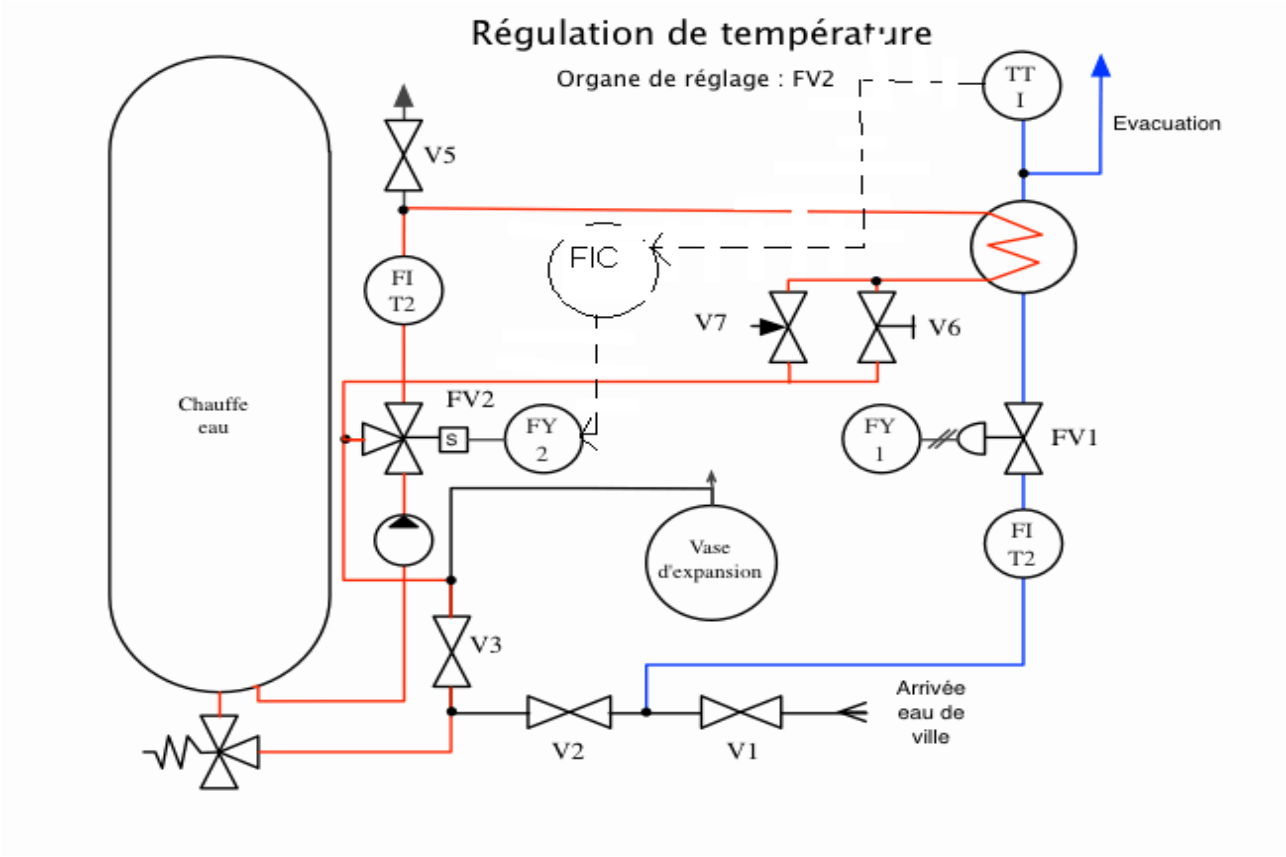 Régulation de température
Organe de réglage : FV2
TT
I
Evacuation
V5
FIC
FI
T2
V7
V6
Chauffe
eau
FV2
S
FY
2
FY
1
FV1
Vase
d'expansion
FI
T2
V3
Arrivée
eau de
ville
V2
V1